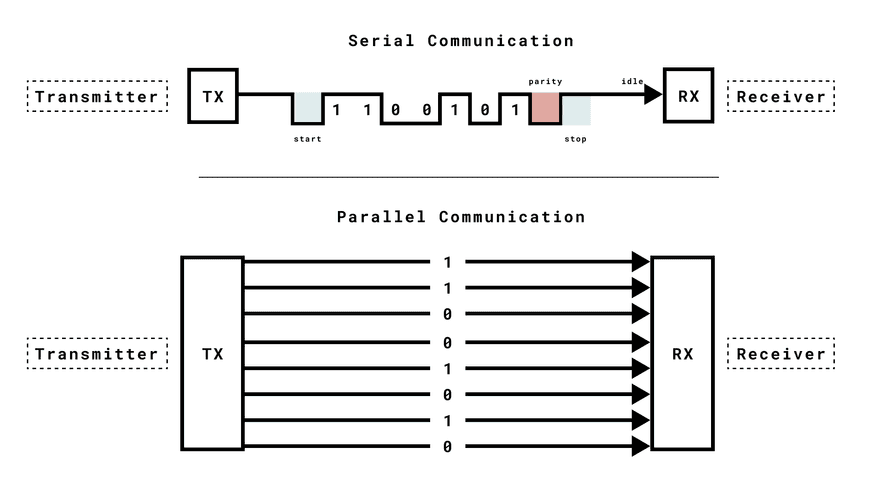 Serial Communication
parity
idle
Transmitter
TX
1 1 0 0 1 0 1
RX
Receiver
start
stop
Parallel Communication
1
1
0
0
Transmitter
TX
RX
Receiver
1
0
1
0